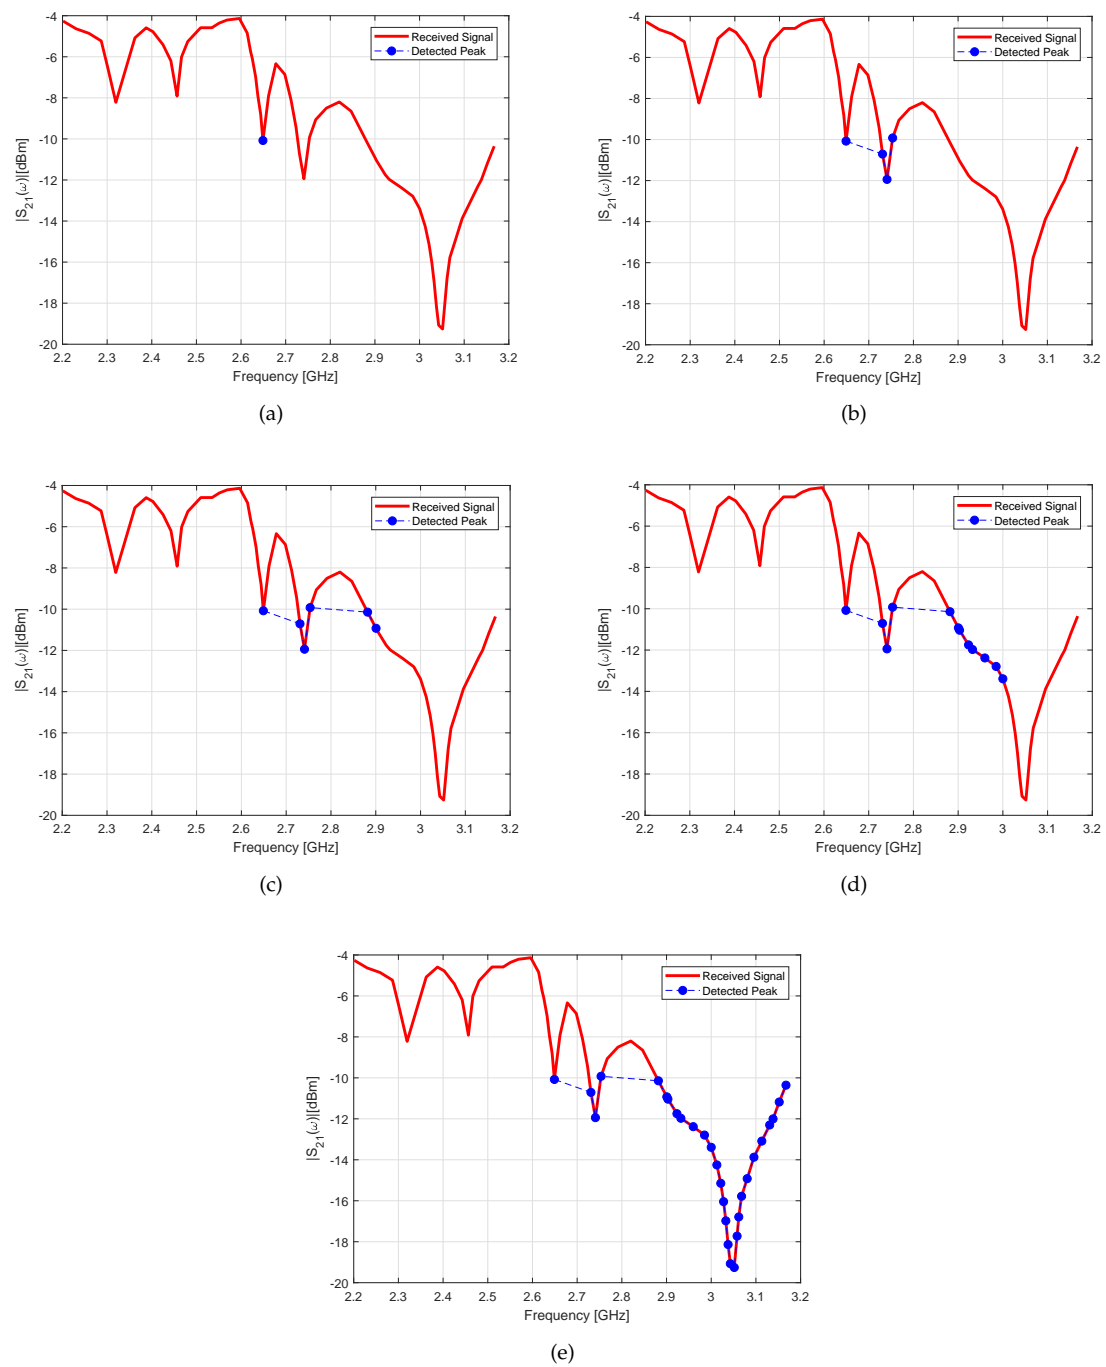 -4
-6
-8
-10
-12
-14
-16
-18
-20
2.2 2.3 2.4 2.5 2.6 2.7 2.8 2.9 3 3.1 3.2
|S21(ω)|[dBm]
Frequency [GHz]
Received Signal
Detected Peak
(a)
-4
-6
-8
-10
-12
-14
-16
-18
-20
2.2 2.3 2.4 2.5 2.6 2.7 2.8 2.9 3 3.1 3.2
|S21(ω)|[dBm]
Frequency [GHz]
Received Signal
Detected Peak
(b)
-4
-6
-8
-10
-12
-14
-16
-18
-20
2.2 2.3 2.4 2.5 2.6 2.7 2.8 2.9 3 3.1 3.2
|S21(ω)|[dBm]
Frequency [GHz]
Received Signal
Detected Peak
(c)
-4
-6
-8
-10
-12
-14
-16
-18
-20
2.2 2.3 2.4 2.5 2.6 2.7 2.8 2.9 3 3.1 3.2
|S21(ω)|[dBm]
Frequency [GHz]
Received Signal
Detected Peak
(d)
-4
-6
-8
-10
-12
-14
-16
-18
-20
2.2 2.3 2.4 2.5 2.6 2.7 2.8 2.9 3 3.1 3.2
|S21(ω)|[dBm]
Frequency [GHz]
Received Signal
Detected Peak
(e)